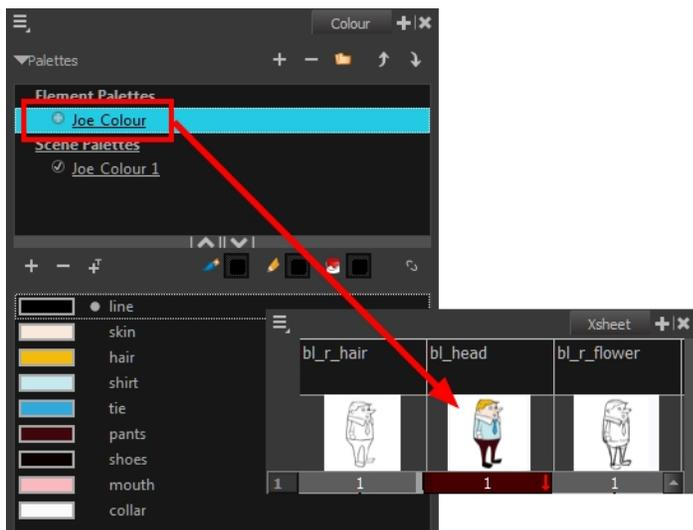 Colour
Palettes
Element Palettes
Joe Colour
Scene Palettes
Joe Colour 1
line
skin
hair
shirt
tie
pants
shoes
mouth
collar
Xsheet
bl_r_hair bl_head bl_r_flower
1 1 1 1